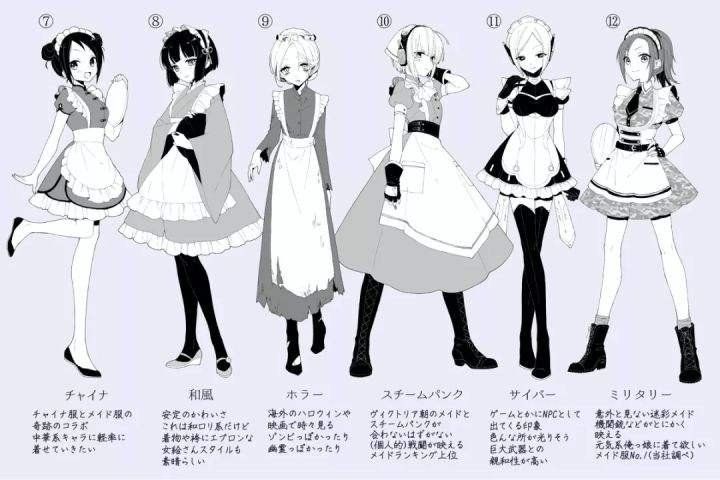 ⑦
⑧
⑨
⑩
⑪
⑫
チャイナ
チャイナ服とメイド服の
奇跡のコラボ
中華系キャラに軽率に
着せていきたい
和風
安定のかわいさ
これは和ロリ系だけど
着物や袴にエプロンな
女給さんスタイルも
素晴らしい
ホラー
海外のハロウィンや
映画で時々見る
ゾンビっぽかったり
幽霊っぽかったり
スチームパンク
ヴィクトリア朝のメイドと
スチームパンクが
合わないはずがない
(個人的)戦闘が映える
メイドランキング上位
サイバー
ゲームとかにNPCとして
出てくる印象
色んな所が光りそう
巨大武器との
親和性が高い
ミリタリー
意外と見ない迷彩メイド
機関銃などがとにかく
映える
元気系俺っ娘に着て欲しい
メイド服No.1(当社調べ)